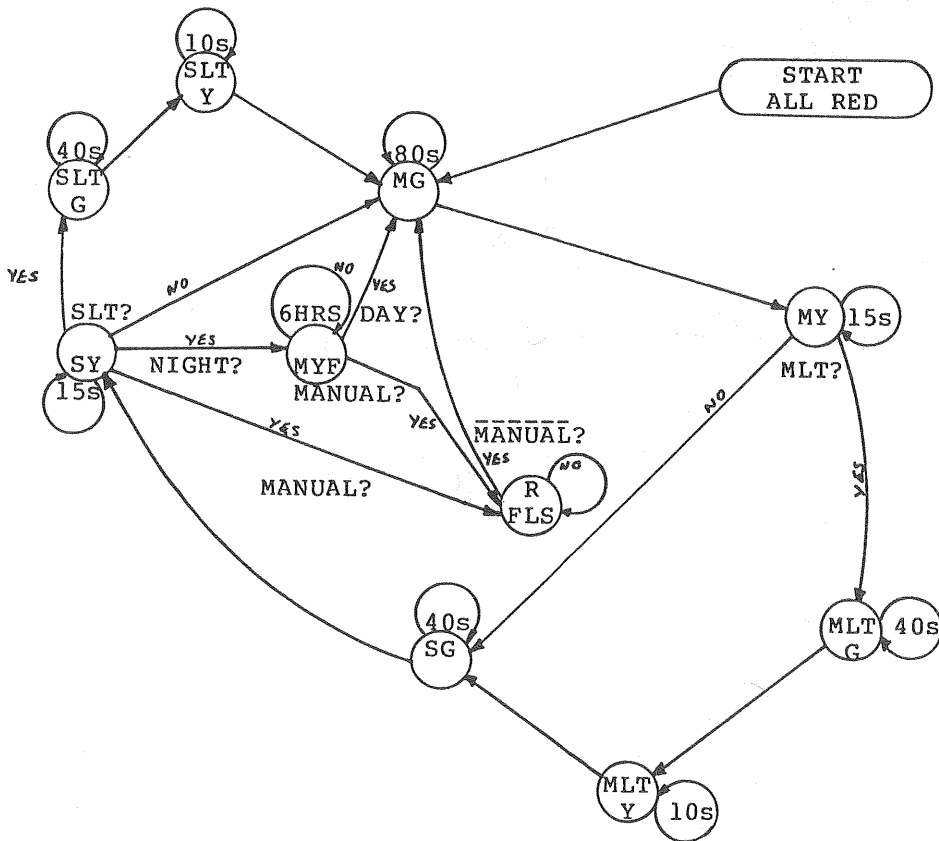 10s
SLT
Y
START
ALL RED
40s
SLT
G
80s
MG
YES
NO
NO
YES
SLT?
6HRS
DAY?
MY
15s
SY
YES
NIGHT?
MYF
MLT?
15s
MANUAL?
YES
YES
NO
MANUAL?
YES
NO
YES
MANUAL?
R
FLS
40s
SG
MLT
G
40s
MLT
Y
10s